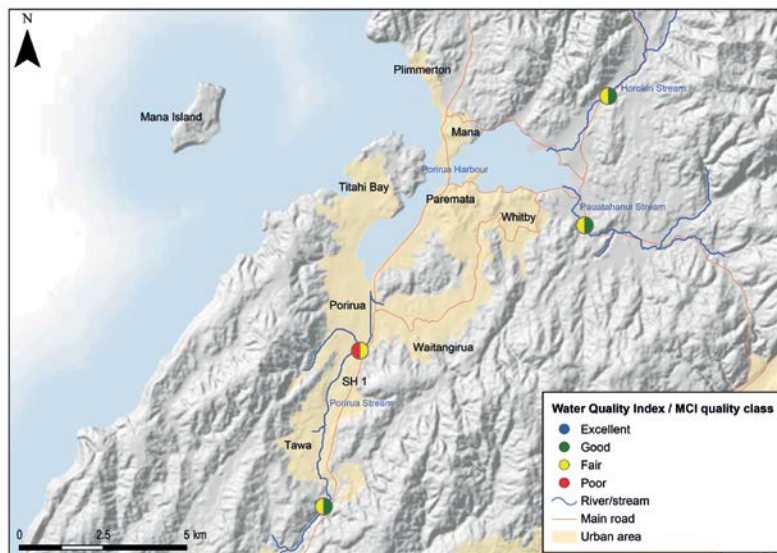 N
Plimmerton
Horokiri Stream
Mana Island
Mana
Porirua Harbour
Titahi Bay
Paremata
Pauatahanui Stream
Whitby
Porirua
Waitangirua
SH 1
Porirua Stream
Tawa
Water Quality Index / MCI quality class
Excellent
Good
Fair
Poor
River/stream
Main road
Urban area
0 2.5 5 km